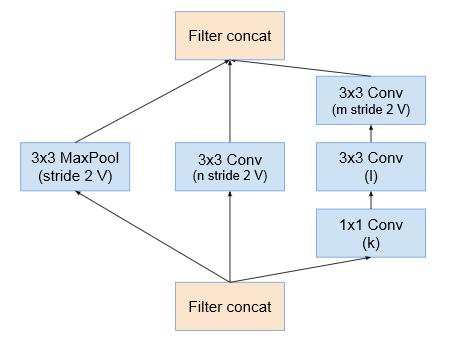 Filter concat
3x3 Conv
(m stride 2 V)
3x3 MaxPool
(stride 2 V)
3x3 Conv
(n stride 2 V)
3x3 Conv
(l)
1x1 Conv
(k)
Filter concat